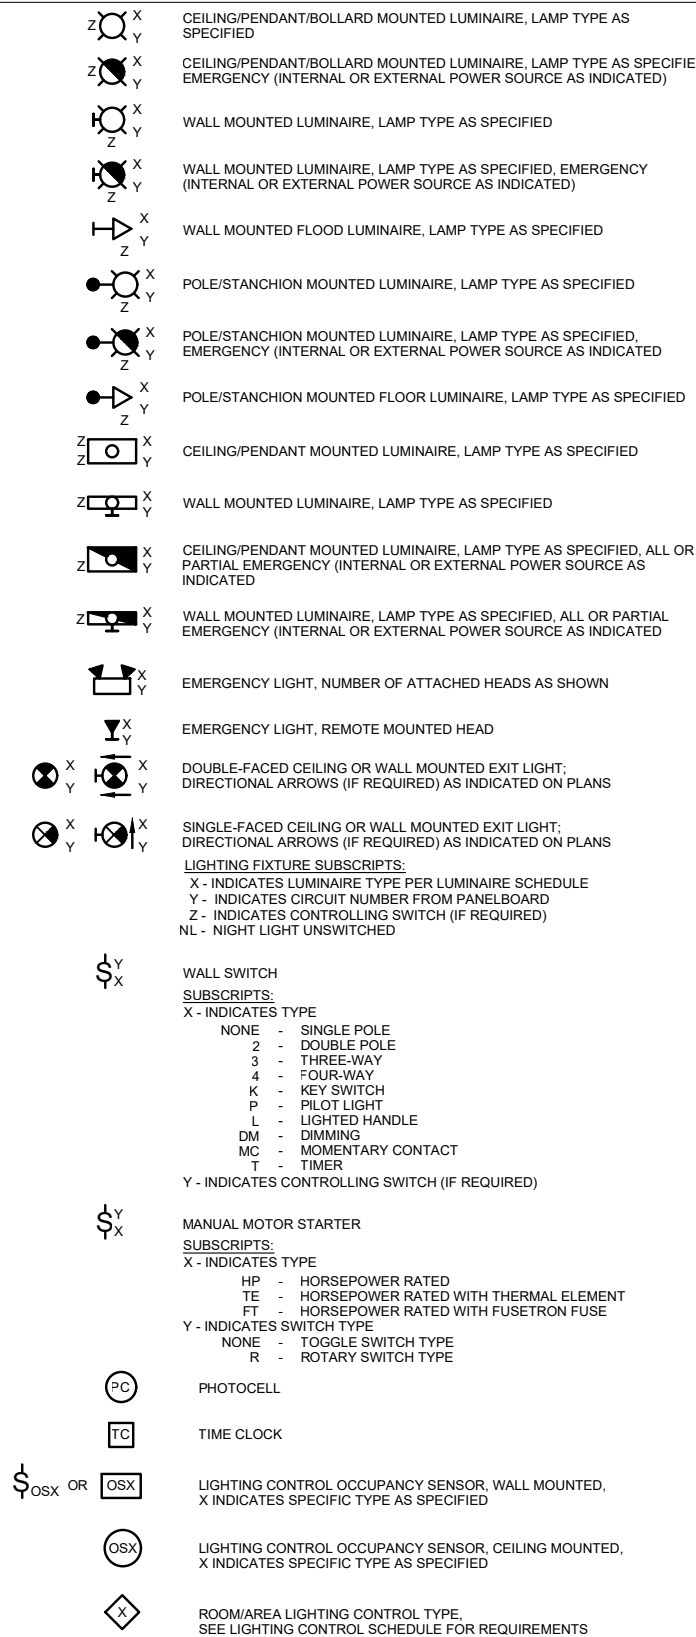 Z X Y CEILING/PENDANT/BOLLARD MOUNTED LUMINAIRE, LAMP TYPE AS
SPECIFIED
Z X Y CEILING/PENDANT/BOLLARD MOUNTED LUMINAIRE, LAMP TYPE AS SPECIFIE
EMERGENCY (INTERNAL OR EXTERNAL POWER SOURCE AS INDICATED)
X Y Z WALL MOUNTED LUMINAIRE, LAMP TYPE AS SPECIFIED
X Y Z WALL MOUNTED LUMINAIRE, LAMP TYPE AS SPECIFIED, EMERGENCY
(INTERNAL OR EXTERNAL POWER SOURCE AS INDICATED)
X Y Z WALL MOUNTED FLOOD LUMINAIRE, LAMP TYPE AS SPECIFIED
X Y Z POLE/STANCHION MOUNTED LUMINAIRE, LAMP TYPE AS SPECIFIED
X Y Z POLE/STANCHION MOUNTED LUMINAIRE, LAMP TYPE AS SPECIFIED,
EMERGENCY (INTERNAL OR EXTERNAL POWER SOURCE AS INDICATED
X Y Z POLE/STANCHION MOUNTED FLOOR LUMINAIRE, LAMP TYPE AS SPECIFIED
Z Z X Y CEILING/PENDANT MOUNTED LUMINAIRE, LAMP TYPE AS SPECIFIED
Z X Y WALL MOUNTED LUMINAIRE, LAMP TYPE AS SPECIFIED
Z X Y CEILING/PENDANT MOUNTED LUMINAIRE, LAMP TYPE AS SPECIFIED, ALL OR
PARTIAL EMERGENCY (INTERNAL OR EXTERNAL POWER SOURCE AS
INDICATED
Z X Y WALL MOUNTED LUMINAIRE, LAMP TYPE AS SPECIFIED, ALL OR PARTIAL
EMERGENCY (INTERNAL OR EXTERNAL POWER SOURCE AS INDICATED
X Y EMERGENCY LIGHT, NUMBER OF ATTACHED HEADS AS SHOWN
X Y EMERGENCY LIGHT, REMOTE MOUNTED HEAD
X Y X Y DOUBLE-FACED CEILING OR WALL MOUNTED EXIT LIGHT;
DIRECTIONAL ARROWS (IF REQUIRED) AS INDICATED ON PLANS
X Y X Y SINGLE-FACED CEILING OR WALL MOUNTED EXIT LIGHT;
DIRECTIONAL ARROWS (IF REQUIRED) AS INDICATED ON PLANS
LIGHTING FIXTURE SUBSCRIPTS:
X - INDICATES LUMINAIRE TYPE PER LUMINAIRE SCHEDULE
Y - INDICATES CIRCUIT NUMBER FROM PANELBOARD
Z - INDICATES CONTROLLING SWITCH (IF REQUIRED)
NL - NIGHT LIGHT UNSWITCHED
$ Y X WALL SWITCH
SUBSCRIPTS:
X - INDICATES TYPE
NONE - SINGLE POLE
2 - DOUBLE POLE
3 - THREE-WAY
4 - FOUR-WAY
K - KEY SWITCH
P - PILOT LIGHT
L - LIGHTED HANDLE
DM - DIMMING
MC - MOMENTARY CONTACT
T - TIMER
Y - INDICATES CONTROLLING SWITCH (IF REQUIRED)
$ Y X MANUAL MOTOR STARTER
SUBSCRIPTS:
X - INDICATES TYPE
HP - HORSEPOWER RATED
TE - HORSEPOWER RATED WITH THERMAL ELEMENT
FT - HORSEPOWER RATED WITH FUSETRON FUSE
Y - INDICATES SWITCH TYPE
NONE - TOGGLE SWITCH TYPE
R - ROTARY SWITCH TYPE
PC PHOTOCELL
TC TIME CLOCK
$ OSX OR OSX LIGHTING CONTROL OCCUPANCY SENSOR, WALL MOUNTED,
X INDICATES SPECIFIC TYPE AS SPECIFIED
OSX LIGHTING CONTROL OCCUPANCY SENSOR, CEILING MOUNTED,
X INDICATES SPECIFIC TYPE AS SPECIFIED
X ROOM/AREA LIGHTING CONTROL TYPE,
SEE LIGHTING CONTROL SCHEDULE FOR REQUIREMENTS